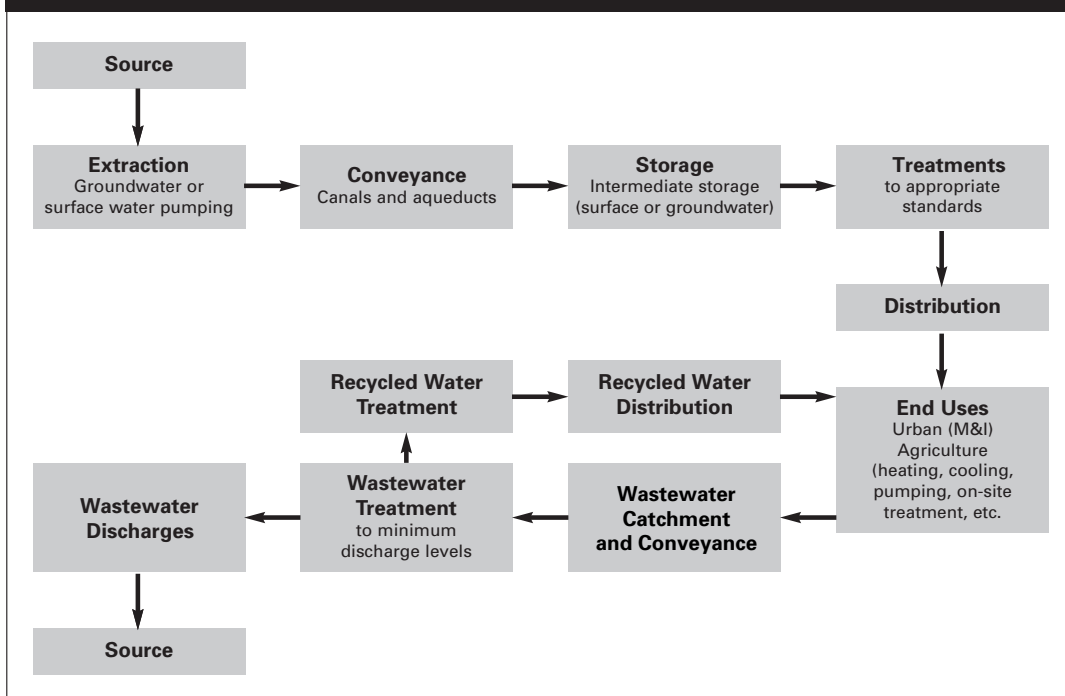 Source
Extraction
Groundwater or
surface water pumping
Conveyance
Canals and aqueducts
Storage
Intermediate storage
(surface or groundwater)
Treatments
to appropriate
standards
Distribution
End Uses
Urban (M&I)
Agriculture
(heating, cooling,
pumping, on-site
treatment, etc.
Recycled Water
Treatment
Recycled Water
Distribution
Wastewater
Catchment
and Conveyance
Wastewater
Treatment
to minimum
discharge levels
Wastewater
Discharges
Source